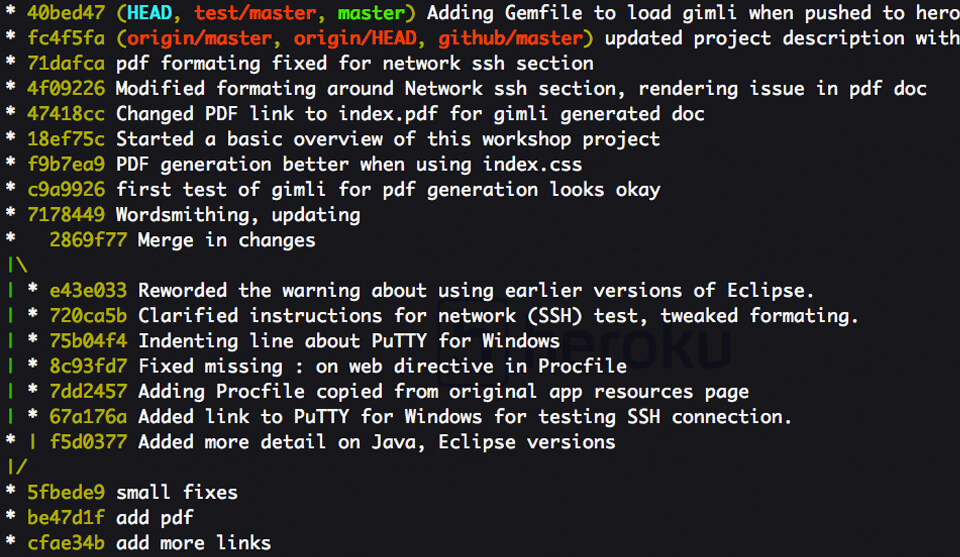 * 40bed47 (HEAD, test/master, master) Adding Gemfile to load gimli when pushed to hero
* fc4f5fa (origin/master, origin/HEAD, github/master) updated project description with
* 71dafca pdf formating fixed for network ssh section
* 4f09226 Modified formating around Network ssh section, rendering issue in pdf doc
* 47418cc Changed PDF link to index.pdf for gimli generated doc
* 18ef75c Started a basic overview of this workshop project
* f9b7ea9 PDF generation better when using index.css
* c9a9926 first test of gimli for pdf generation looks okay
* 7178449 Wordsmithing, updating
*   2869f77 Merge in changes
|\
| * e43e033 Reworded the warning about using earlier versions of Eclipse.
| * 720ca5b Clarified instructions for network (SSH) test, tweaked formating.
| * 75b04f4 Indenting line about PuTTY for Windows
| * 8c93fd7 Fixed missing : on web directive in Procfile
| * 7dd2457 Adding Procfile copied from original app resources page
| * 67a176a Added link to PuTTY for Windows for testing SSH connection.
* | f5d0377 Added more detail on Java, Eclipse versions
|/
* 5fbede9 small fixes
* be47d1f add pdf
* cfae34b add more links
heroku